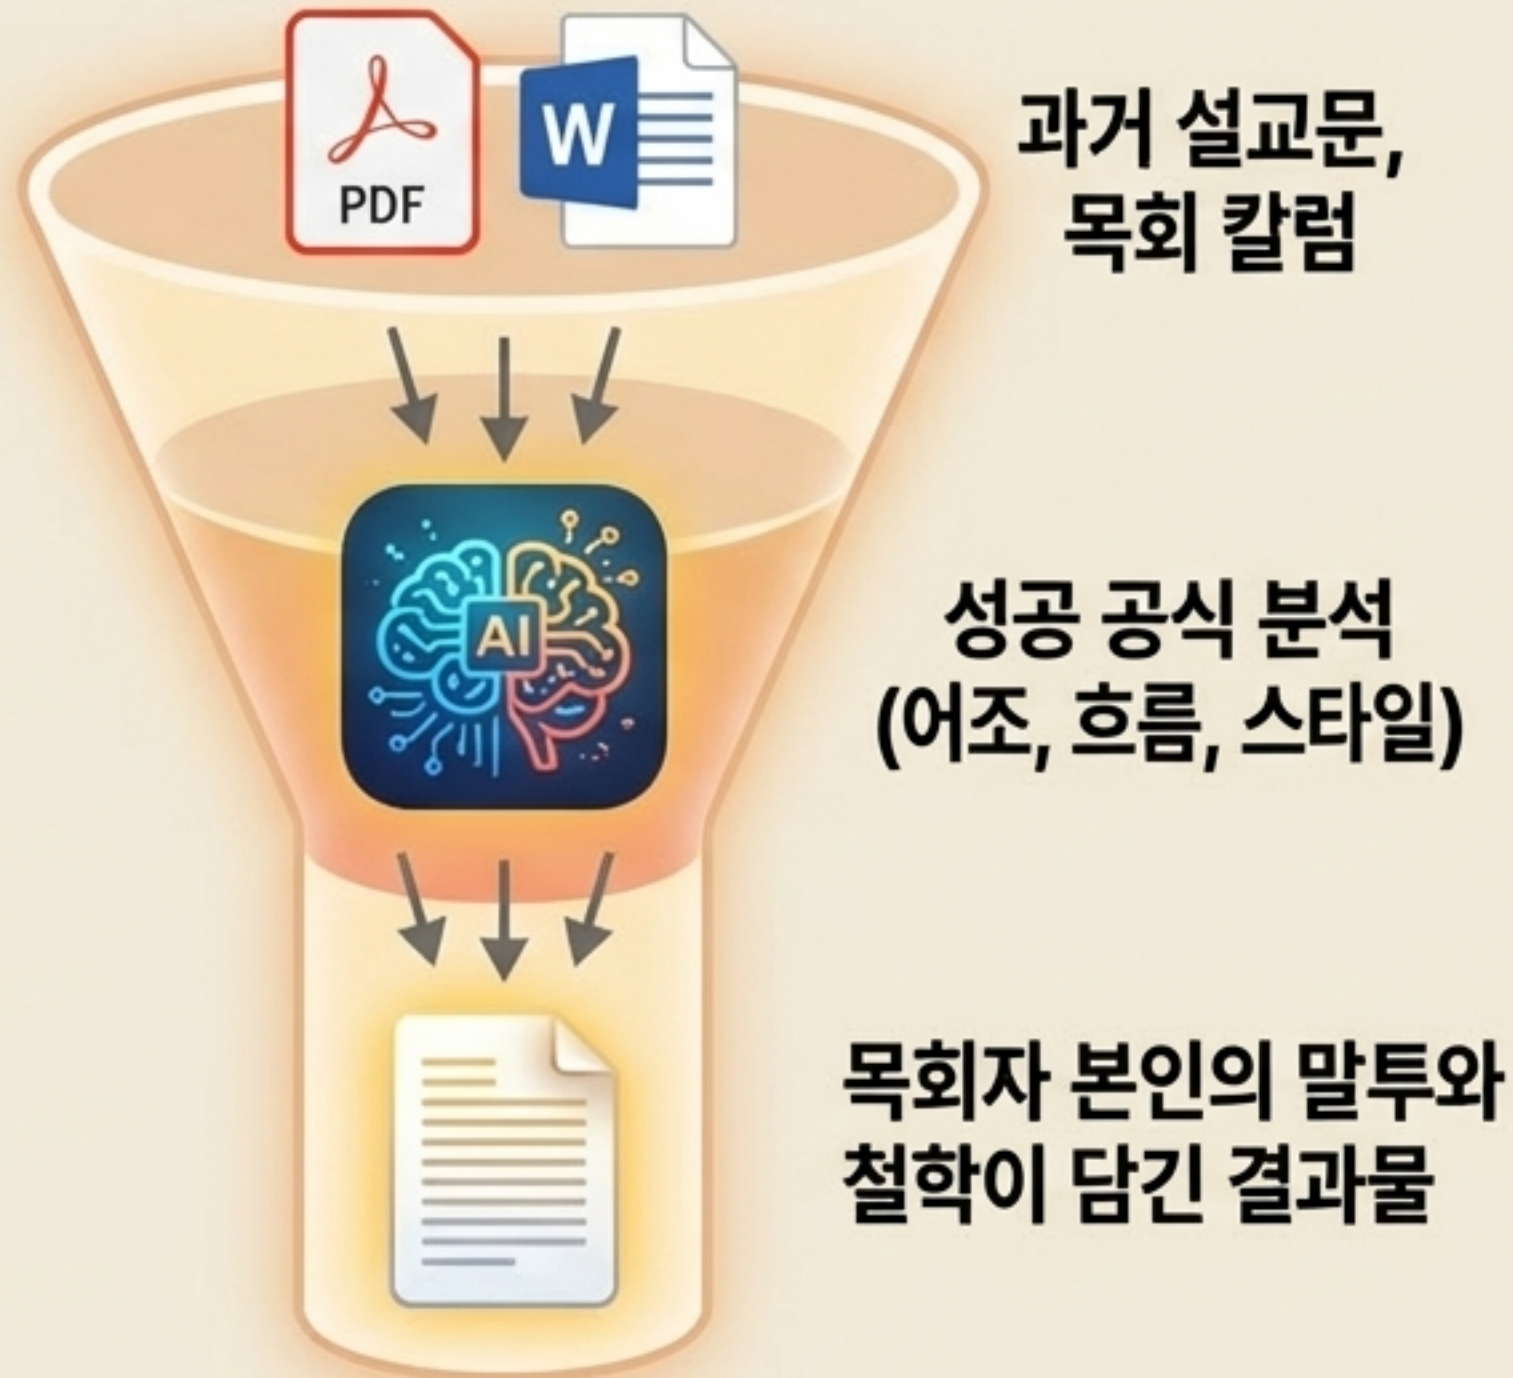 PDF
W
과거 설교문,
목회 칼럼
AI
성공 공식 분석
(어조, 흐름, 스타일)
목회자 본인의 말투와
철학이 담긴 결과물